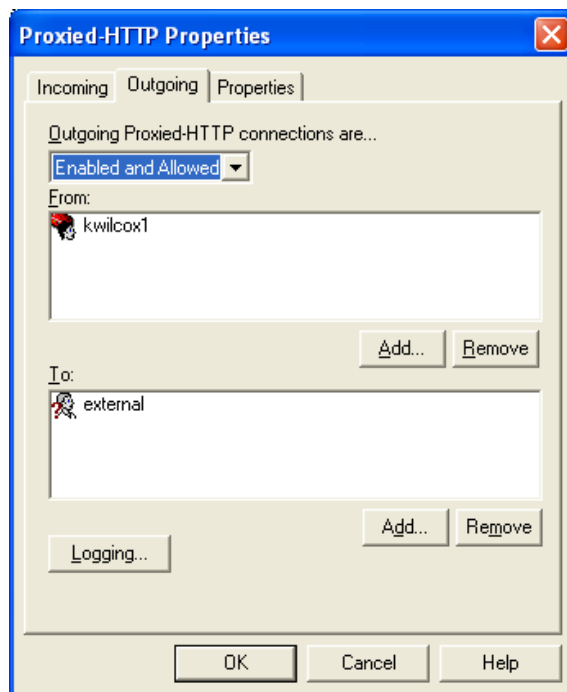 Proxied-HTTP Properties
Incoming Outgoing Properties
Outgoing Proxied-HTTP connections are...
Enabled and Allowed
From:
kwilcox1
Add... Remove
To:
external
Add... Remove
Logging...
OK Cancel Help